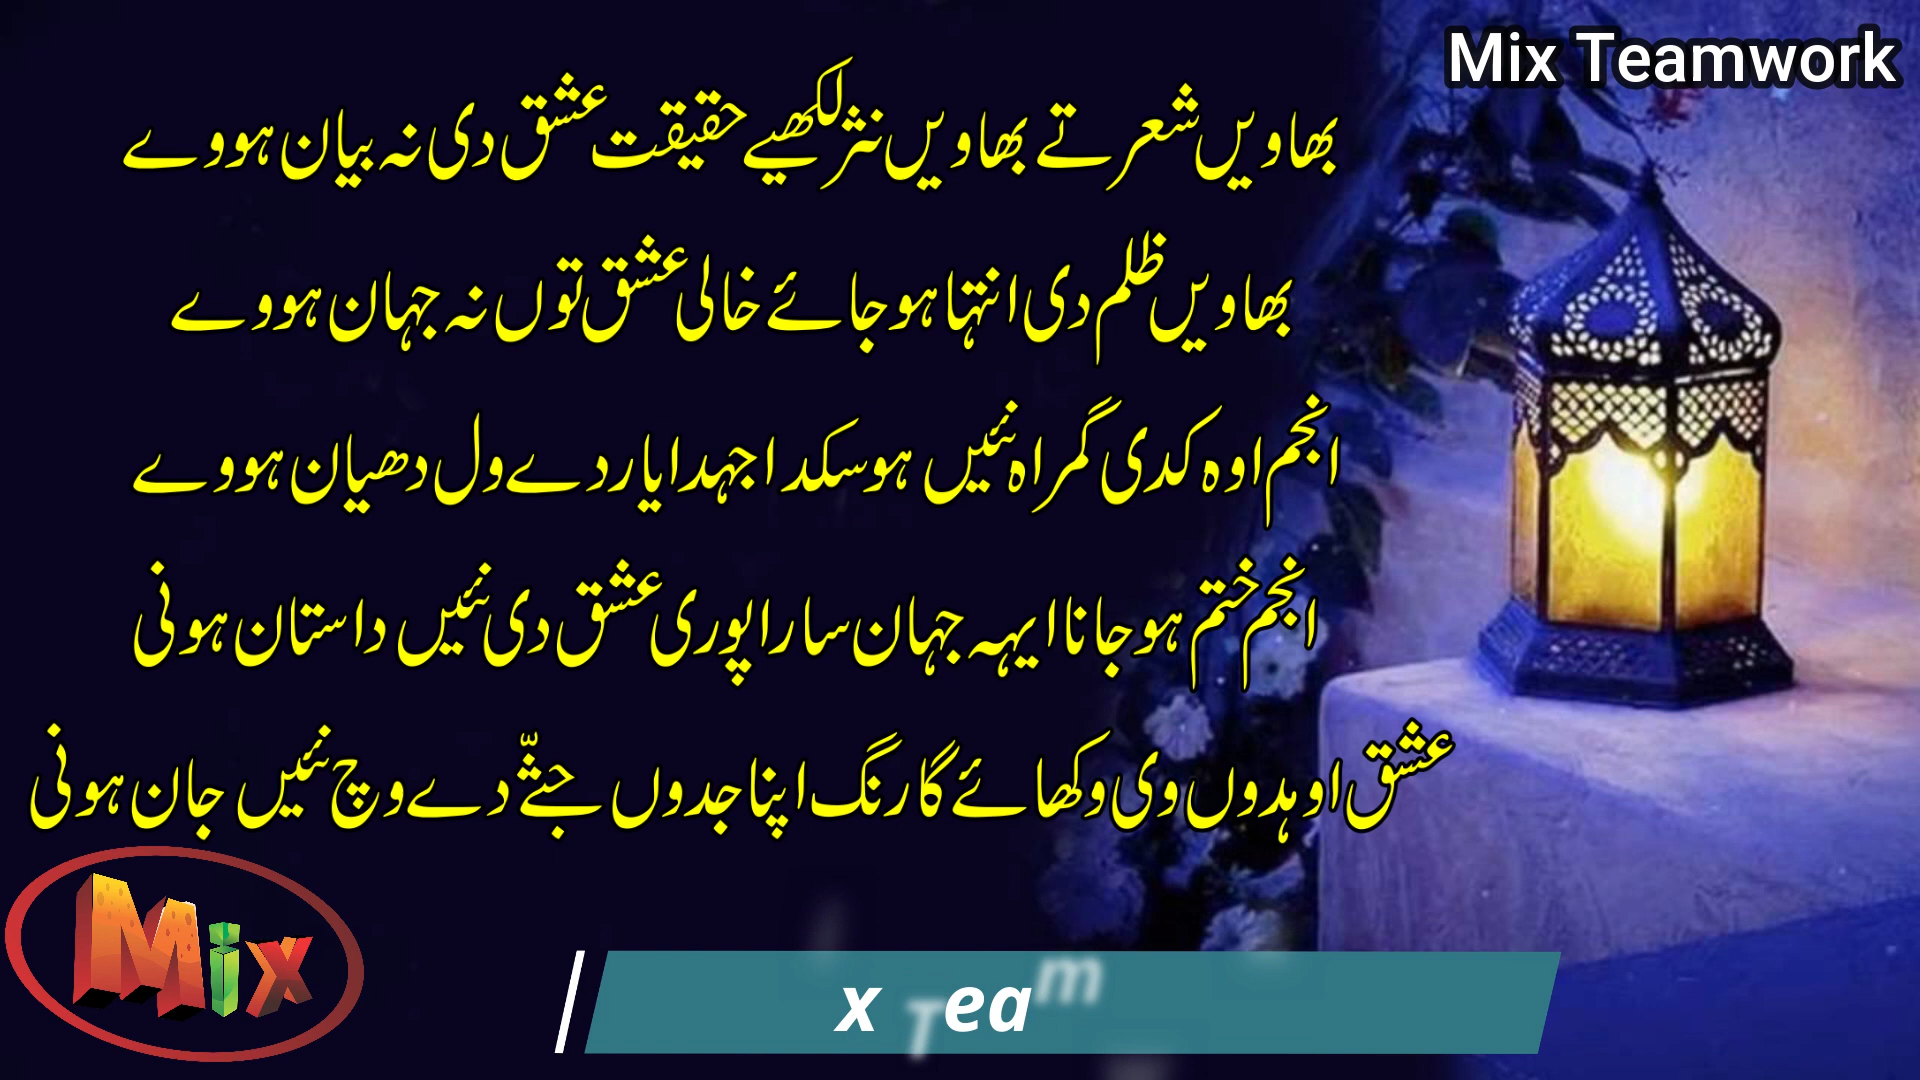 Mix Teamwork
بھاویں شعر تے بھاویں نثر لکھیے حقیقت عشق دی نہ بیان ہووے
بھاویں ظلم دی انتہا ہو جائے خالی عشق توں نہ جہان ہووے
انجم اوہ کدی گمراہ نئیں ہو سکدا جہدا یار دے ول دھیان ہووے
انجم ختم ہو جانا ایہہ جہان سارا پوری عشق دی نئیں داستان ہونی
عشق اوہدوں وی وکھائے گا رنگ اپنا جدوں جثّے دے وچ نئیں جان ہونی
Mix
x Team